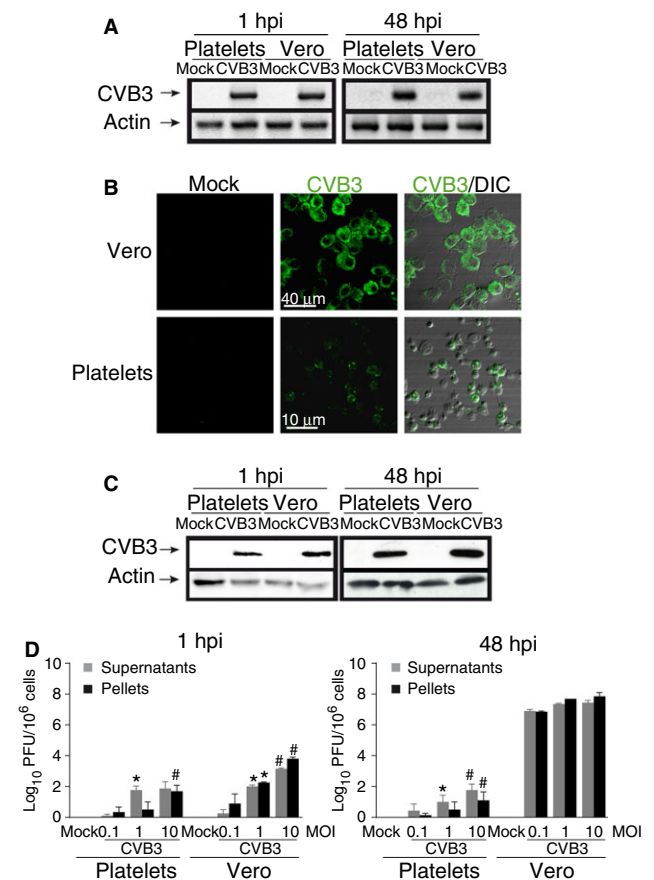 A
1 hpi 48 hpi
Platelets Vero Platelets Vero
Mock CVB3 Mock CVB3 Mock CVB3 Mock CVB3
CVB3 →
Actin →
B
Mock CVB3 CVB3/DIC
Vero
40 µm
Platelets
10 µm
C
1 hpi 48 hpi
Platelets Vero Platelets Vero
Mock CVB3 Mock CVB3 Mock CVB3 Mock CVB3
CVB3 →
Actin →
D
1 hpi
Log10 PFU/10⁶ cells
10
8
6
4
2
0
Supernatants
Pellets
* # * * # #
Mock 0.1 1 10 Mock 0.1 1 10 MOI
CVB3 CVB3
Platelets Vero
48 hpi
Log10 PFU/10⁶ cells
10
8
6
4
2
0
Supernatants
Pellets
* # #
Mock 0.1 1 10 Mock 0.1 1 10 MOI
CVB3 CVB3
Platelets Vero